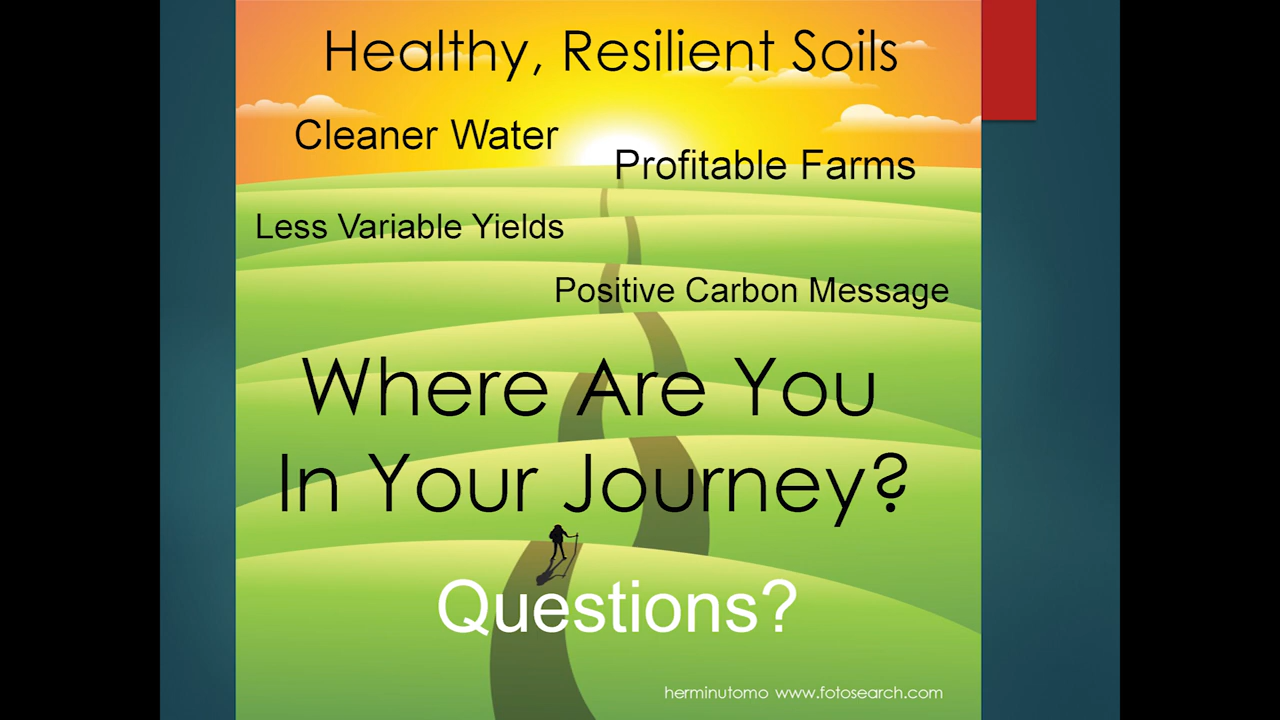 Healthy, Resilient Soils
Cleaner Water
Profitable Farms
Less Variable Yields
Positive Carbon Message
Where Are You
In Your Journey?
Questions?
herminutomo www.fotosearch.com